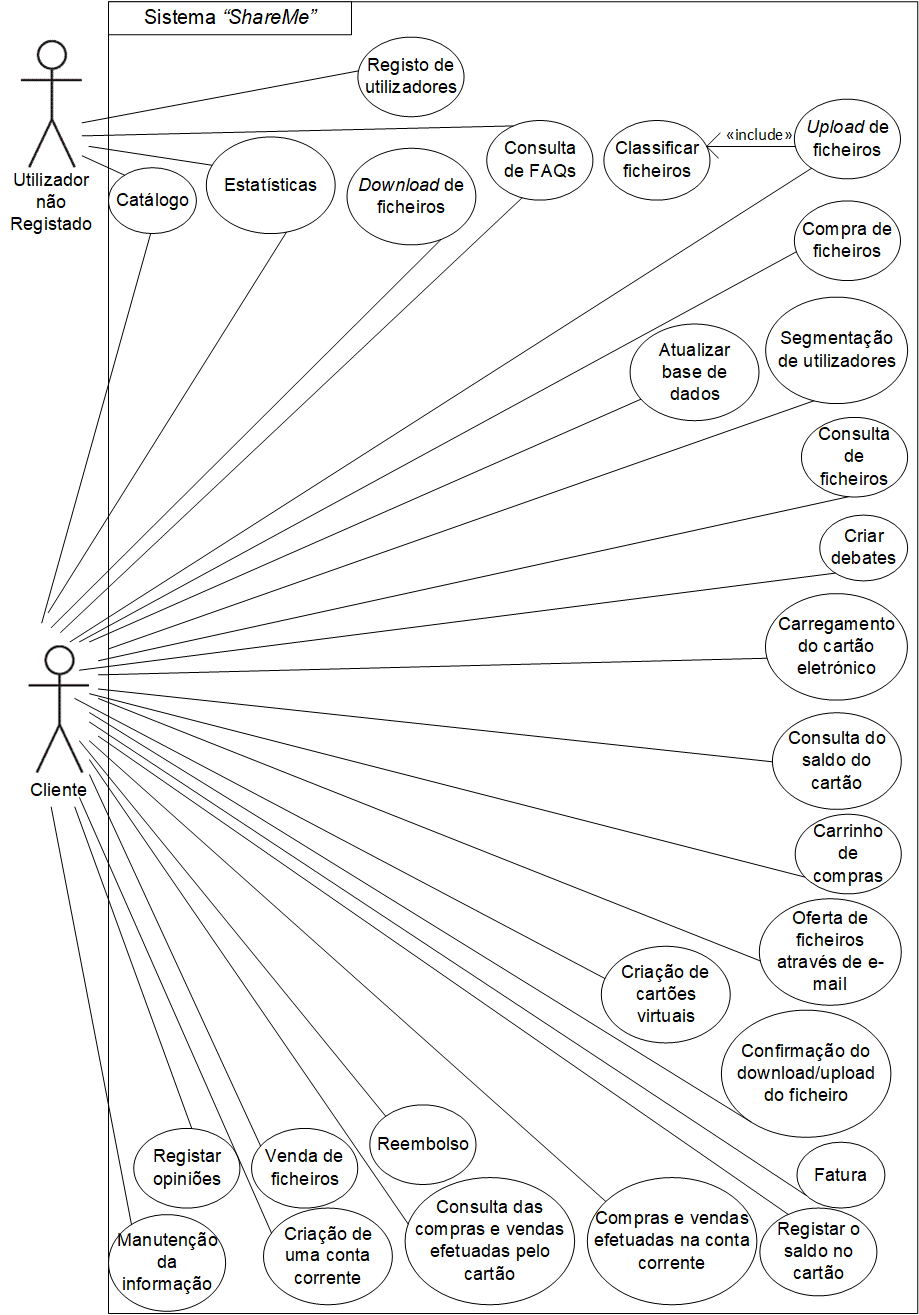 Sistema “ShareMe”
Registo de
utilizadores
Utilizador
não
Registado
Catálogo
Estatísticas
Download de
ficheiros
Consulta
de FAQs
Classificar
ficheiros
«include»
Upload de
ficheiros
Compra de
ficheiros
Segmentação
de utilizadores
Atualizar
base de
dados
Consulta
de
ficheiros
Criar
debates
Carregamento
do cartão
eletrónico
Cliente
Consulta do
saldo do
cartão
Carrinho
de
compras
Oferta de
ficheiros
através de e-
mail
Criação de
cartões
virtuais
Confirmação do
download/upload
do ficheiro
Reembolso
Registar
opiniões
Venda de
ficheiros
Fatura
Manutenção
da
informação
Criação de
uma conta
corrente
Consulta das
compras e vendas
efetuadas pelo
cartão
Compras e vendas
efetuadas na conta
corrente
Registar o
saldo no
cartão